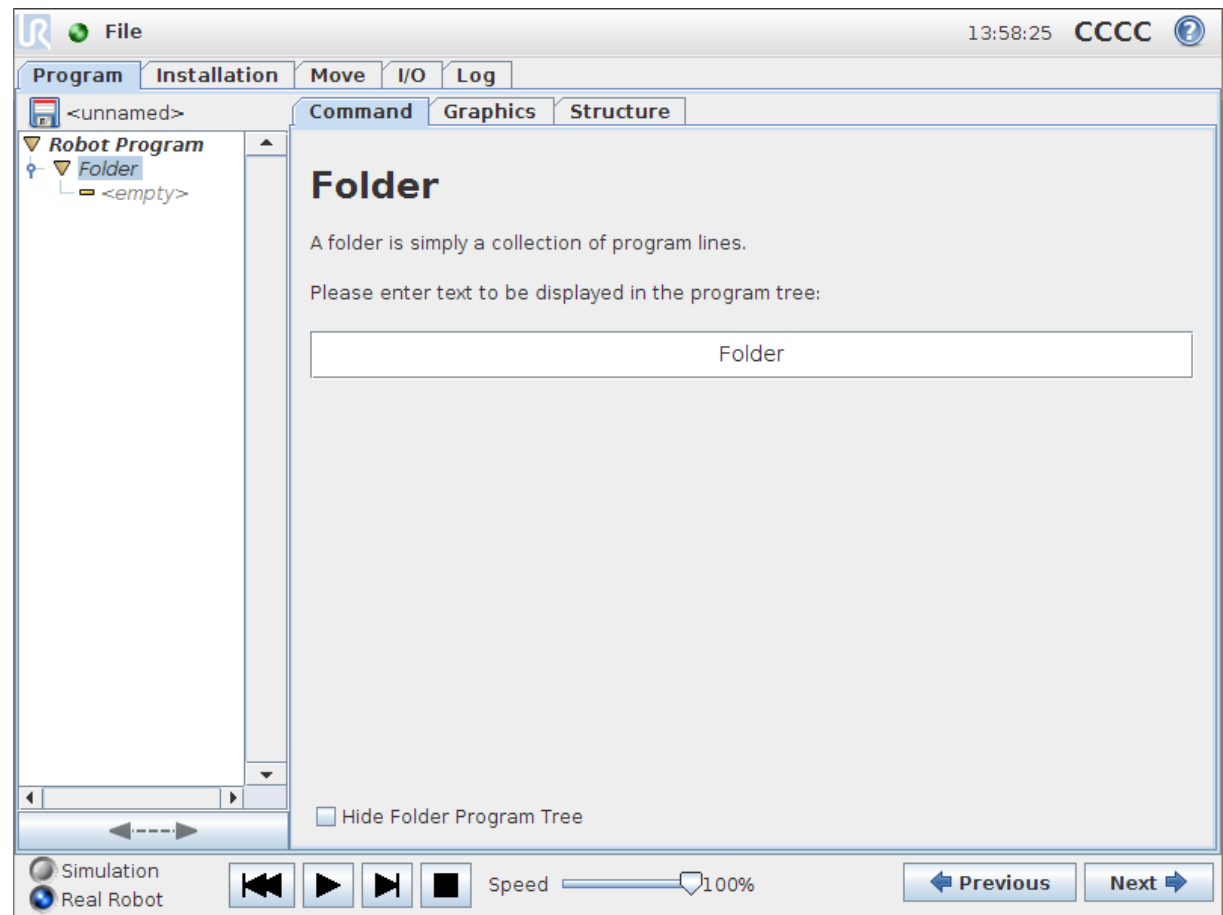 UR File 13:58:25 CCCC ?
Program Installation Move I/O Log
<unnamed>
Command Graphics Structure
Robot Program
Folder
<empty>
Folder
A folder is simply a collection of program lines.
Please enter text to be displayed in the program tree:
Folder
Hide Folder Program Tree
Simulation
Real Robot
Speed 100%
Previous Next